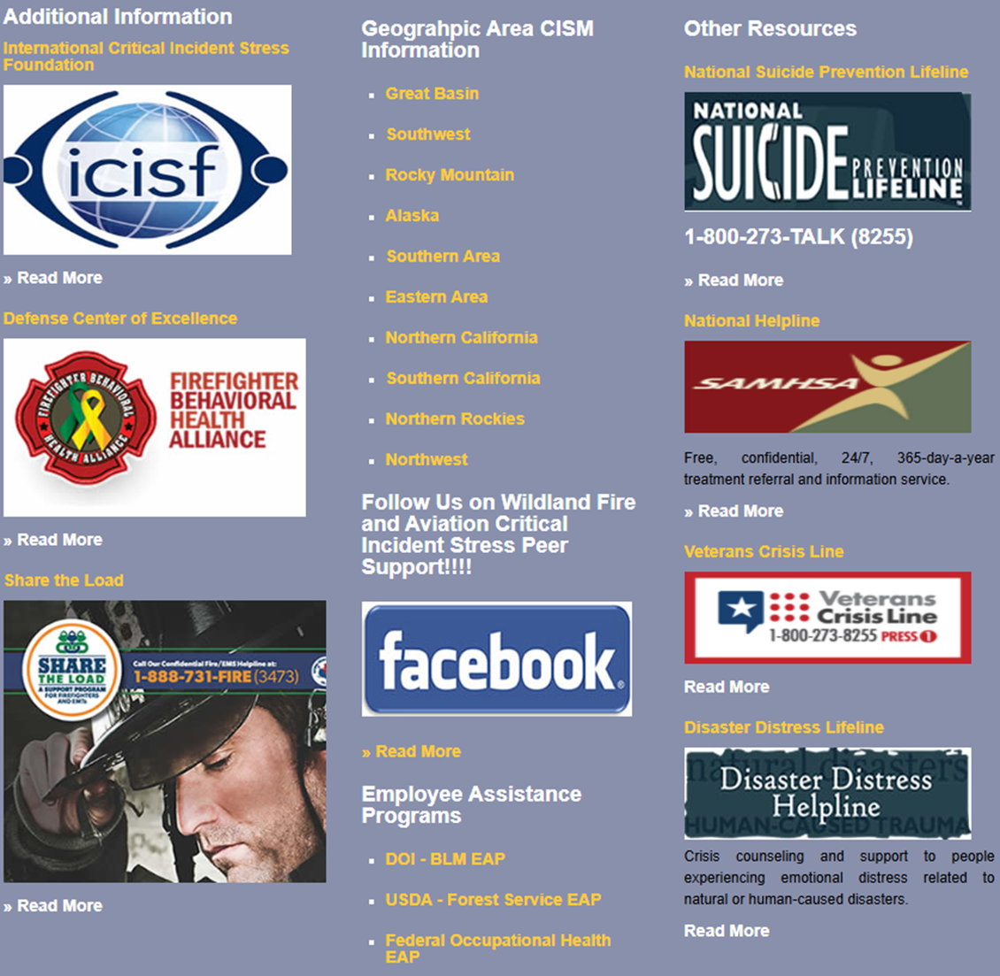 Additional Information
International Critical Incident Stress
Foundation
icisf
» Read More
Defense Center of Excellence
FIREFIGHTER BEHAVIORAL
HEALTH ALLIANCE
FIREFIGHTER
BEHAVIORAL
HEALTH
ALLIANCE
» Read More
Share the Load
SHARE
THE LOAD
A SUPPORT PROGRAM
FOR FIREFIGHTERS
AND EMTs
Call Our Confidential Fire/EMS Helpline at:
1-888-731-FIRE (3473)
» Read More
Geograhpic Area CISM
Information
Great Basin
Southwest
Rocky Mountain
Alaska
Southern Area
Eastern Area
Northern California
Southern California
Northern Rockies
Northwest
Follow Us on Wildland Fire
and Aviation Critical
Incident Stress Peer
Support!!!!
facebook®
» Read More
Employee Assistance
Programs
DOI - BLM EAP
USDA - Forest Service EAP
Federal Occupational Health
EAP
Other Resources
National Suicide Prevention Lifeline
NATIONAL
SUICIDE
PREVENTION
LIFELINE™
1-800-273-TALK (8255)
» Read More
National Helpline
SAMHSA
Free, confidential, 24/7, 365-day-a-year
treatment referral and information service.
» Read More
Veterans Crisis Line
Veterans
Crisis Line
1-800-273-8255 PRESS 1
Read More
Disaster Distress Lifeline
natural disasters
Disaster Distress
Helpline
HUMAN-CAUSED TRAUMA
Crisis counseling and support to people
experiencing emotional distress related to
natural or human-caused disasters.
Read More